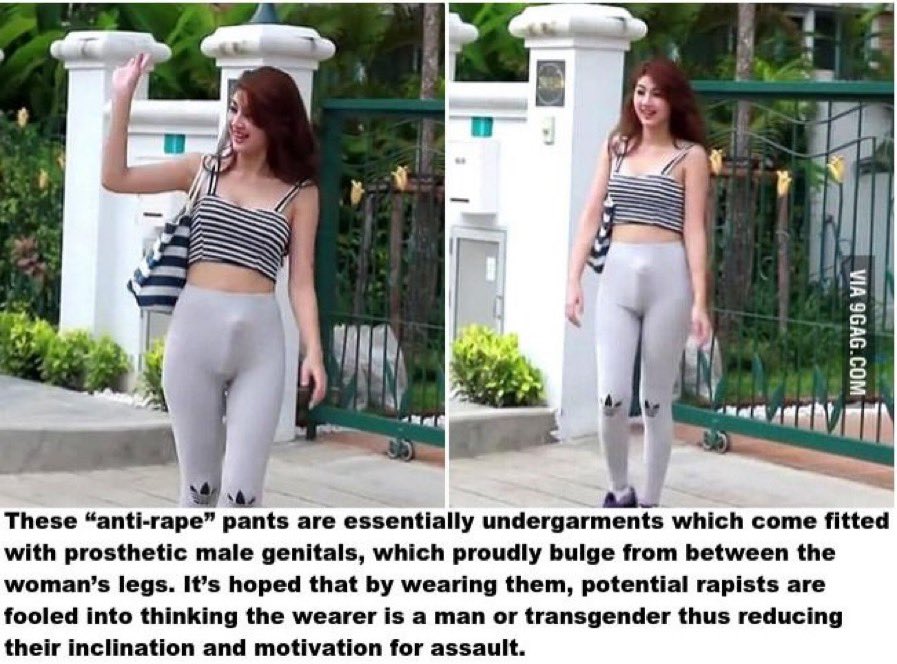 VIA 9GAG.COM
These “anti-rape” pants are essentially undergarments which come fitted
with prosthetic male genitals, which proudly bulge from between the
woman’s legs. It’s hoped that by wearing them, potential rapists are
fooled into thinking the wearer is a man or transgender thus reducing
their inclination and motivation for assault.